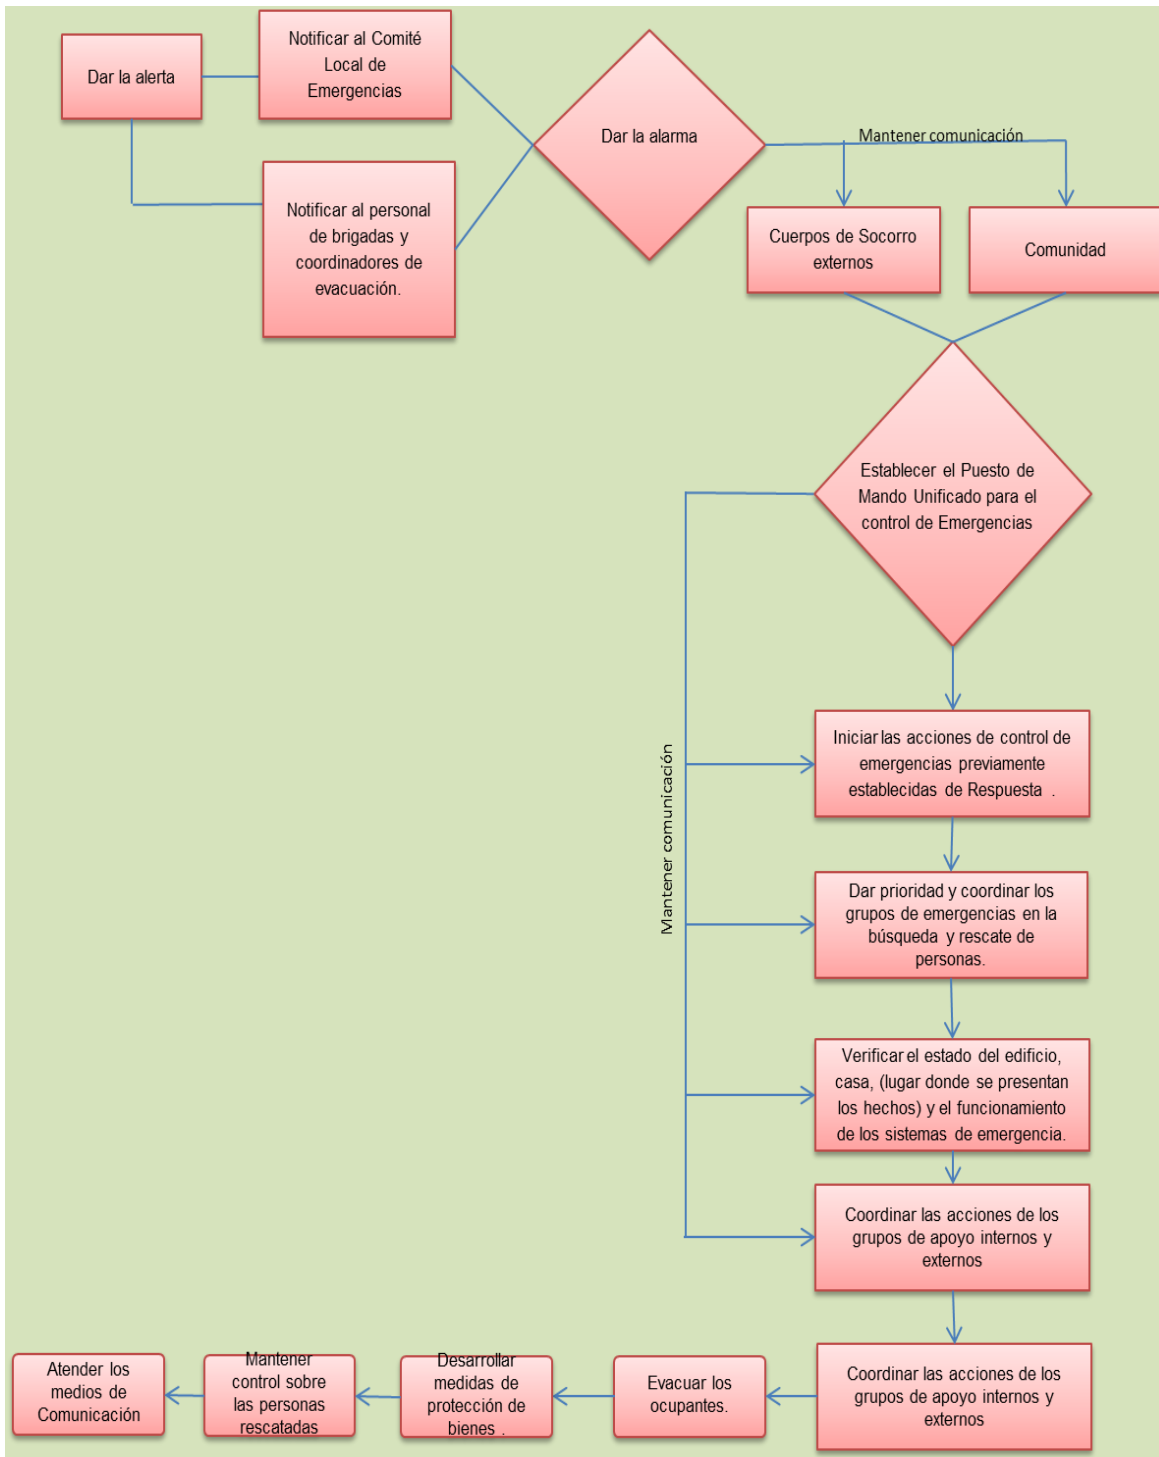 Dar la alerta
Notificar al Comité
Local de
Emergencias
Notificar al personal
de brigadas y
coordinadores de
evacuación.
Dar la alarma
Mantener comunicación
Cuerpos de Socorro
externos
Comunidad
Establecer el Puesto de
Mando Unificado para el
control de Emergencias
Mantener comunicación
Iniciar las acciones de control de
emergencias previamente
establecidas de Respuesta .
Dar prioridad y coordinar los
grupos de emergencias en la
búsqueda y rescate de
personas.
Verificar el estado del edificio,
casa, (lugar donde se presentan
los hechos) y el funcionamiento
de los sistemas de emergencia.
Coordinar las acciones de los
grupos de apoyo internos y
externos
Coordinar las acciones de los
grupos de apoyo internos y
externos
Evacuar los
ocupantes.
Desarrollar
medidas de
protección de
bienes .
Mantener
control sobre
las personas
rescatadas
Atender los
medios de
Comunicación